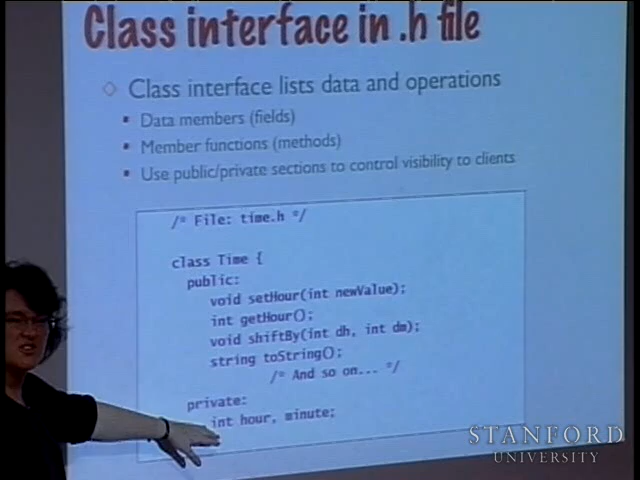 Class interface in .h file
Class interface lists data and operations
Data members (fields)
Member functions (methods)
Use public/private sections to control visibility to clients
/* File: time.h */
class Time {
public:
void setHour(int newValue);
int getHour();
void shiftBy(int dh, int dm);
string toString();
/* And so on... */
private:
int hour, minute;
STANFORD
UNIVERSITY